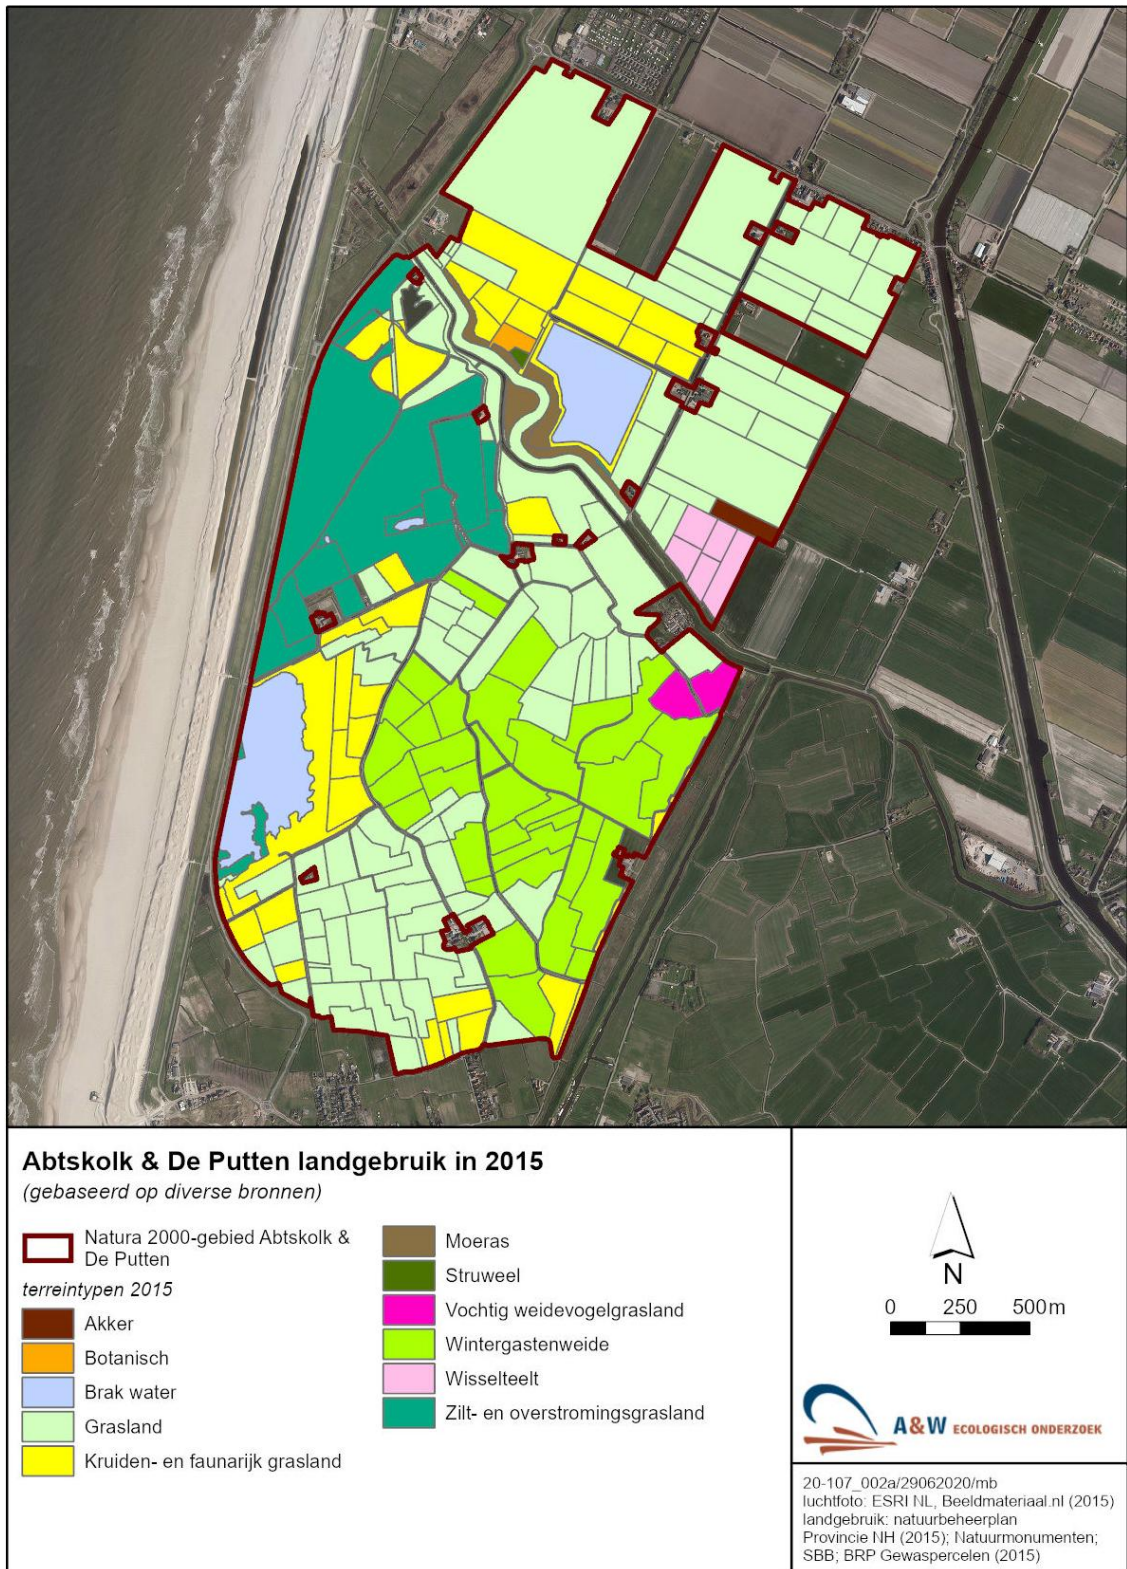 Abtskolk & De Putten landgebruik in 2015
(gebaseerd op diverse bronnen)
Natura 2000-gebied Abtskolk &
De Putten
terreintypen 2015
Akker
Botanisch
Brak water
Grasland
Kruiden- en faunarijk grasland
Moeras
Struweel
Vochtig weidevogelgrasland
Wintergastenweide
Wisselteelt
Zilt- en overstromingsgrasland
N
0 250 500m
A&W ECOLOGISCH ONDERZOEK
20-107_002a/29062020/mb
luchtfoto: ESRI NL, Beeldmateriaal.nl (2015)
landgebruik: natuurbeheerplan
Provincie NH (2015); Natuurmonumenten;
SBB; BRP Gewaspercelen (2015)